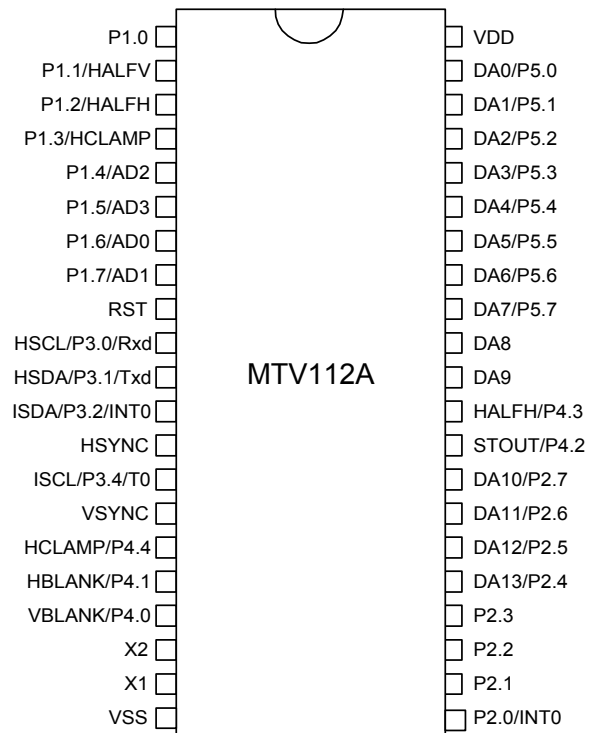 P1.0
P1.1/HALFV
P1.2/HALFH
P1.3/HCLAMP
P1.4/AD2
P1.5/AD3
P1.6/AD0
P1.7/AD1
RST
HSCL/P3.0/Rxd
HSDA/P3.1/Txd
ISDA/P3.2/INT0
HSYNC
ISCL/P3.4/T0
VSYNC
HCLAMP/P4.4
HBLANK/P4.1
VBLANK/P4.0
X2
X1
VSS
MTV112A
VDD
DA0/P5.0
DA1/P5.1
DA2/P5.2
DA3/P5.3
DA4/P5.4
DA5/P5.5
DA6/P5.6
DA7/P5.7
DA8
DA9
HALFH/P4.3
STOUT/P4.2
DA10/P2.7
DA11/P2.6
DA12/P2.5
DA13/P2.4
P2.3
P2.2
P2.1
P2.0/INT0